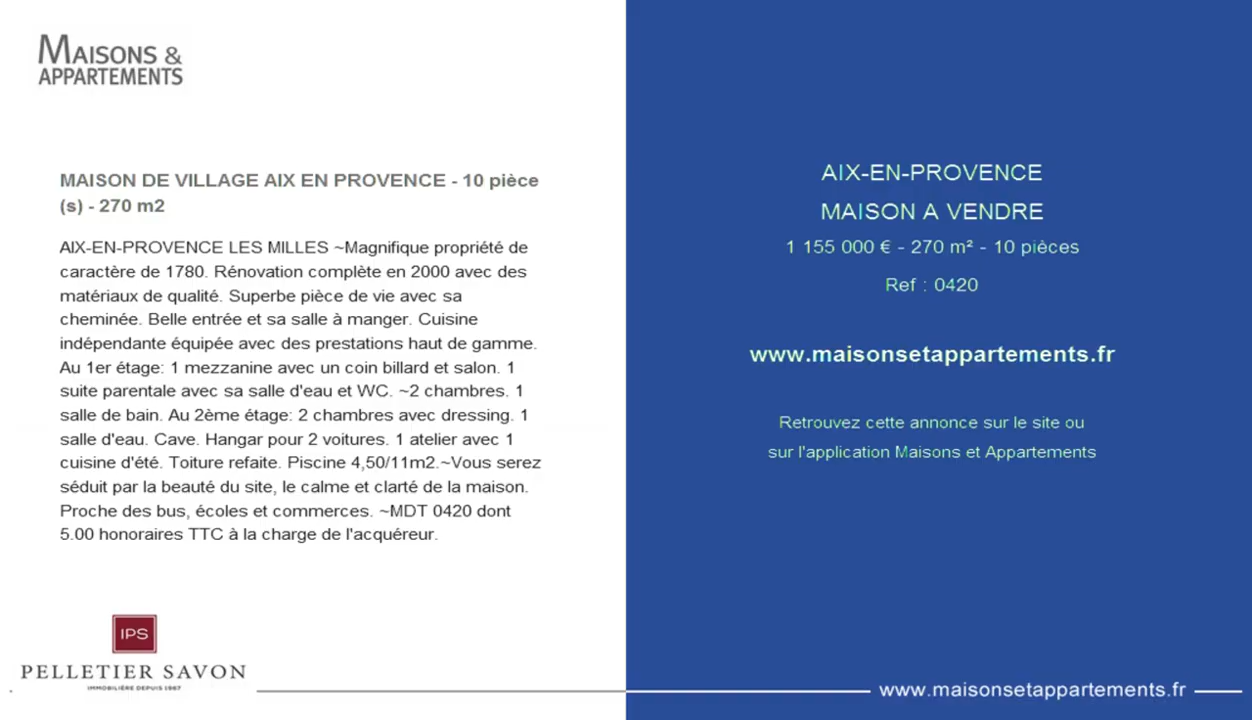 MAISONS &
APPARTEMENTS
MAISON DE VILLAGE AIX EN PROVENCE - 10 pièce
(s) - 270 m2
AIX-EN-PROVENCE LES MILLES ~Magnifique propriété de
caractère de 1780. Rénovation complète en 2000 avec des
matériaux de qualité. Superbe pièce de vie avec sa
cheminée. Belle entrée et sa salle à manger. Cuisine
indépendante équipée avec des prestations haut de gamme.
Au 1er étage: 1 mezzanine avec un coin billard et salon. 1
suite parentale avec sa salle d'eau et WC. ~2 chambres. 1
salle de bain. Au 2ème étage: 2 chambres avec dressing. 1
salle d'eau. Cave. Hangar pour 2 voitures. 1 atelier avec 1
cuisine d'été. Toiture refaite. Piscine 4,50/11m2.~Vous serez
séduit par la beauté du site, le calme et clarté de la maison.
Proche des bus, écoles et commerces. ~MDT 0420 dont
5.00 honoraires TTC à la charge de l'acquéreur.
IPS
PELLETIER SAVON
IMMOBILIÈRE DEPUIS 1967
AIX-EN-PROVENCE
MAISON A VENDRE
1 155 000 € - 270 m² - 10 pièces
Ref : 0420
www.maisonsetappartements.fr
Retrouvez cette annonce sur le site ou
sur l'application Maisons et Appartements
www.maisonsetappartements.fr